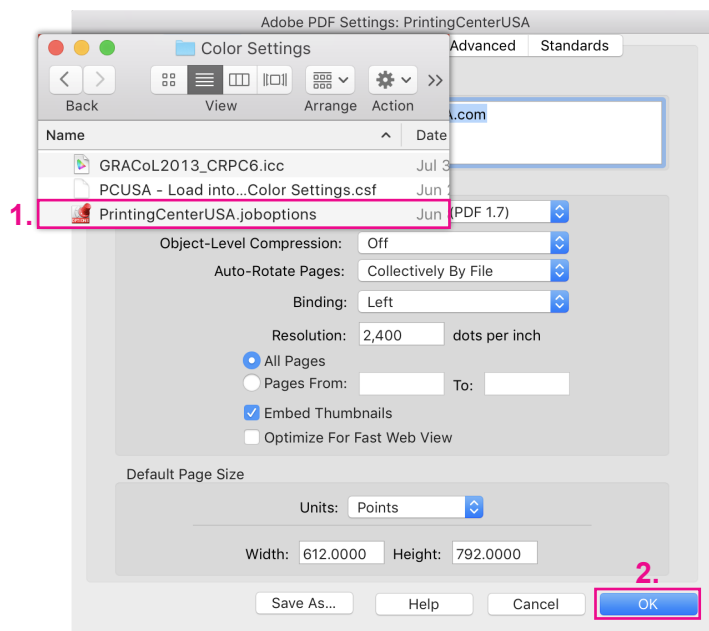 Adobe PDF Settings: PrintingCenterUSA
Color Settings
Advanced Standards
Back View Arrange Action
A.com
Name Date
GRACoL2013_CRPC6.icc Jul 3
PCUSA - Load into...Color Settings.csf Jun 2
1. PrintingCenterUSA.joboptions Jun
(PDF 1.7)
Object-Level Compression: Off
Auto-Rotate Pages: Collectively By File
Binding: Left
Resolution: 2,400 dots per inch
All Pages
Pages From: To:
Embed Thumbnails
Optimize For Fast Web View
Default Page Size
Units: Points
Width: 612.0000 Height: 792.0000
2.
Save As... Help Cancel OK